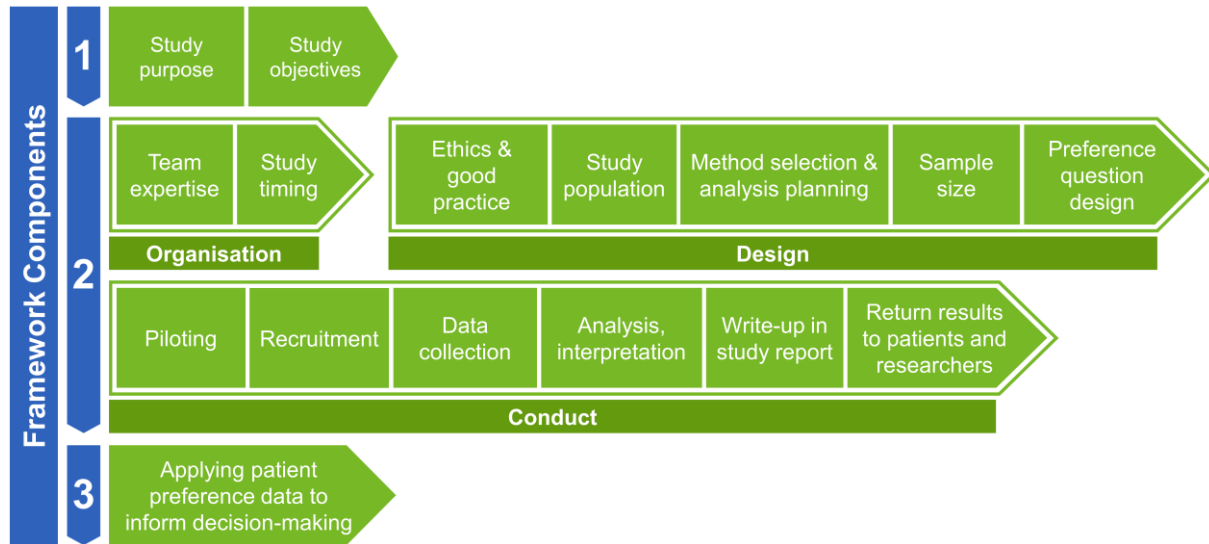 Framework Components
1
Study
purpose
Study
objectives
2
Team
expertise
Study
timing
Organisation
Ethics &
good
practice
Study
population
Method selection &
analysis planning
Sample
size
Preference
question
design
Design
Piloting
Recruitment
Data
collection
Analysis,
interpretation
Write-up in
study report
Return results
to patients and
researchers
Conduct
3
Applying patient
preference data to
inform decision-making